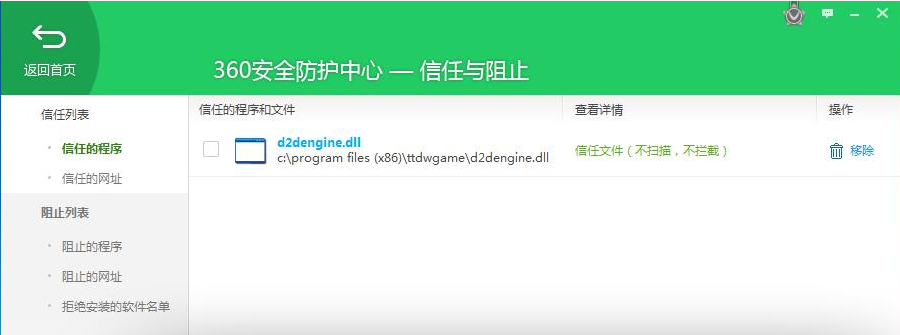 返回首页
360安全防护中心 — 信任与阻止
信任列表
信任的程序
信任的网址
阻止列表
阻止的程序
阻止的网址
拒绝安装的软件名单
信任的程序和文件
查看详情
操作
d2dengine.dll
c:\program files (x86)\ttdwgame\d2dengine.dll
信任文件（不扫描，不拦截）
移除